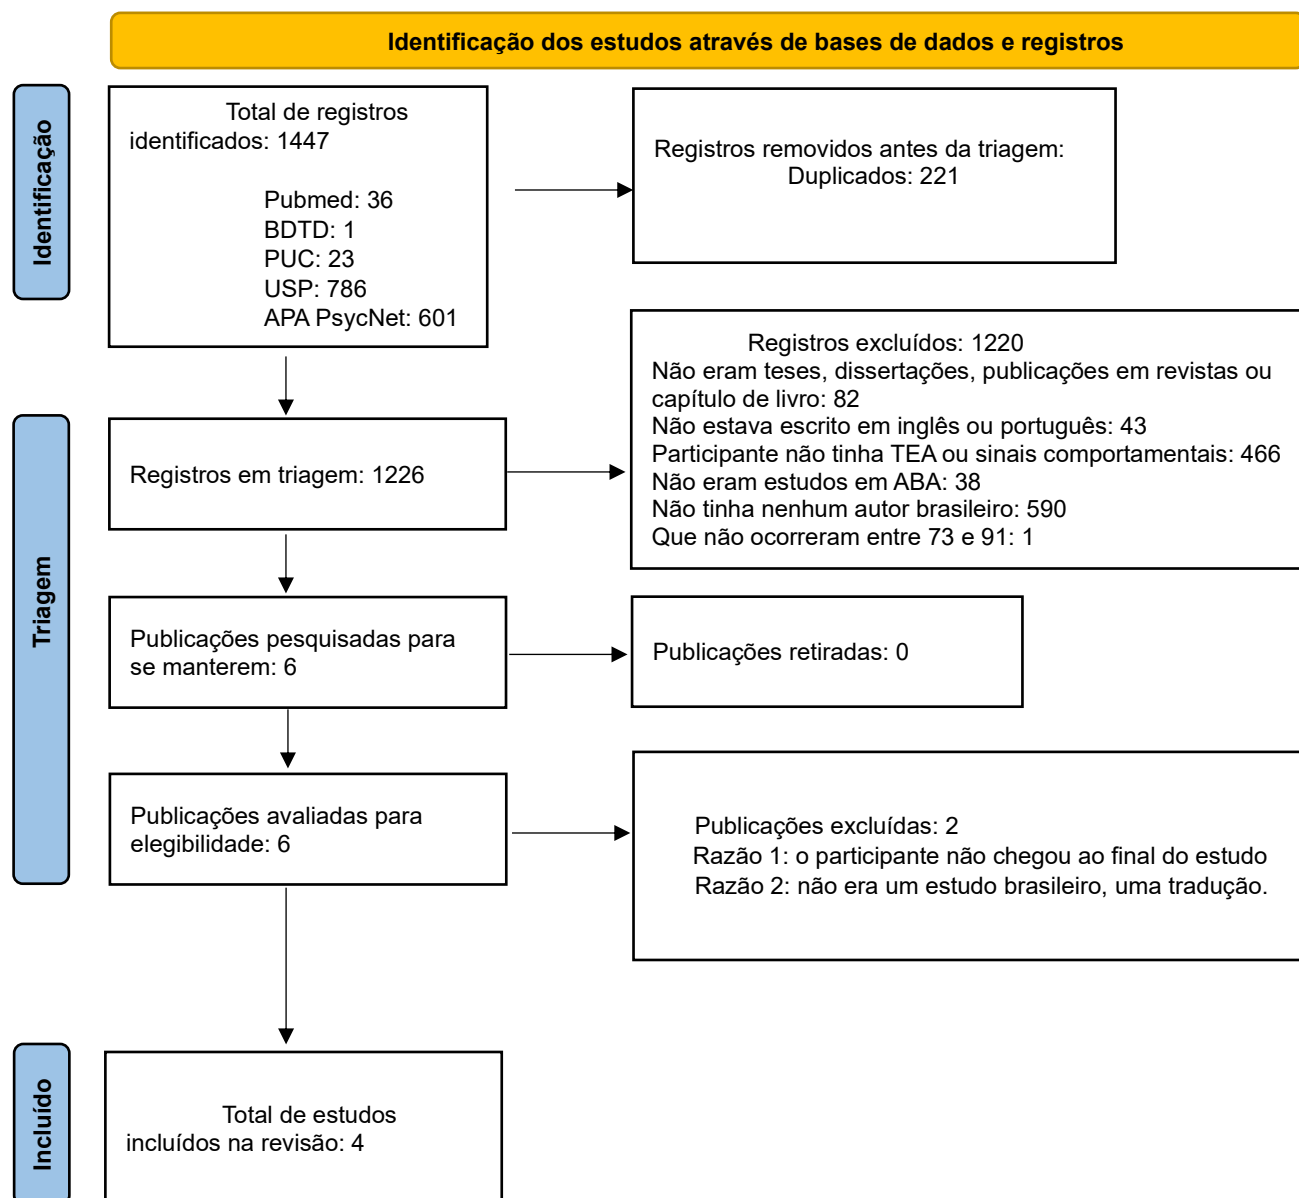 Identificação dos estudos através de bases de dados e registros
Identificação
Total de registros
identificados: 1447
Pubmed: 36
BDTD: 1
PUC: 23
USP: 786
APA PsycNet: 601
Registros removidos antes da triagem:
Duplicados: 221
Triagem
Registros em triagem: 1226
Registros excluídos: 1220
Não eram teses, dissertações, publicações em revistas ou
capítulo de livro: 82
Não estava escrito em inglês ou português: 43
Participante não tinha TEA ou sinais comportamentais: 466
Não eram estudos em ABA: 38
Não tinha nenhum autor brasileiro: 590
Que não ocorreram entre 73 e 91: 1
Publicações pesquisadas para
se manterem: 6
Publicações retiradas: 0
Publicações avaliadas para
elegibilidade: 6
Publicações excluídas: 2
Razão 1: o participante não chegou ao final do estudo
Razão 2: não era um estudo brasileiro, uma tradução.
Incluído
Total de estudos
incluídos na revisão: 4